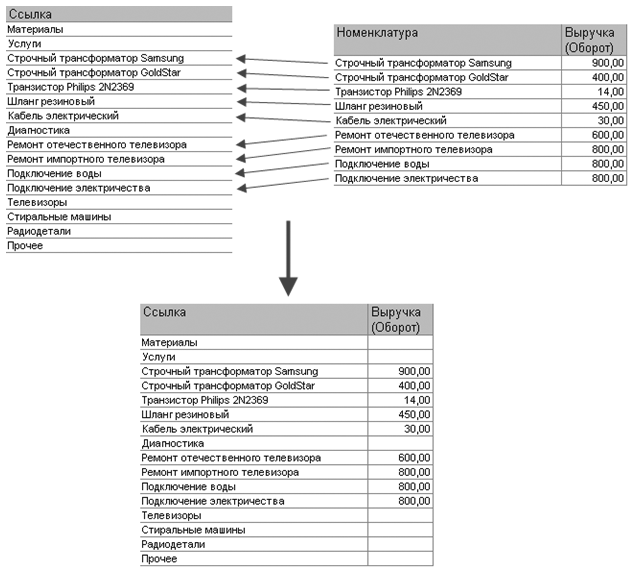 Ссылка
Материалы
Услуги
Строчный трансформатор Samsung
Строчный трансформатор GoldStar
Транзистор Philips 2N2369
Шланг резиновый
Кабель электрический
Диагностика
Ремонт отечественного телевизора
Ремонт импортного телевизора
Подключение воды
Подключение электричества
Телевизоры
Стиральные машины
Радиодетали
Прочее
Номенклатура Выручка
(Оборот)
Строчный трансформатор Samsung 900,00
Строчный трансформатор GoldStar 400,00
Транзистор Philips 2N2369 14,00
Шланг резиновый 450,00
Кабель электрический 30,00
Ремонт отечественного телевизора 600,00
Ремонт импортного телевизора 800,00
Подключение воды 800,00
Подключение электричества 800,00
Ссылка Выручка
(Оборот)
Материалы
Услуги
Строчный трансформатор Samsung 900,00
Строчный трансформатор GoldStar 400,00
Транзистор Philips 2N2369 14,00
Шланг резиновый 450,00
Кабель электрический 30,00
Диагностика
Ремонт отечественного телевизора 600,00
Ремонт импортного телевизора 800,00
Подключение воды 800,00
Подключение электричества 800,00
Телевизоры
Стиральные машины
Радиодетали
Прочее